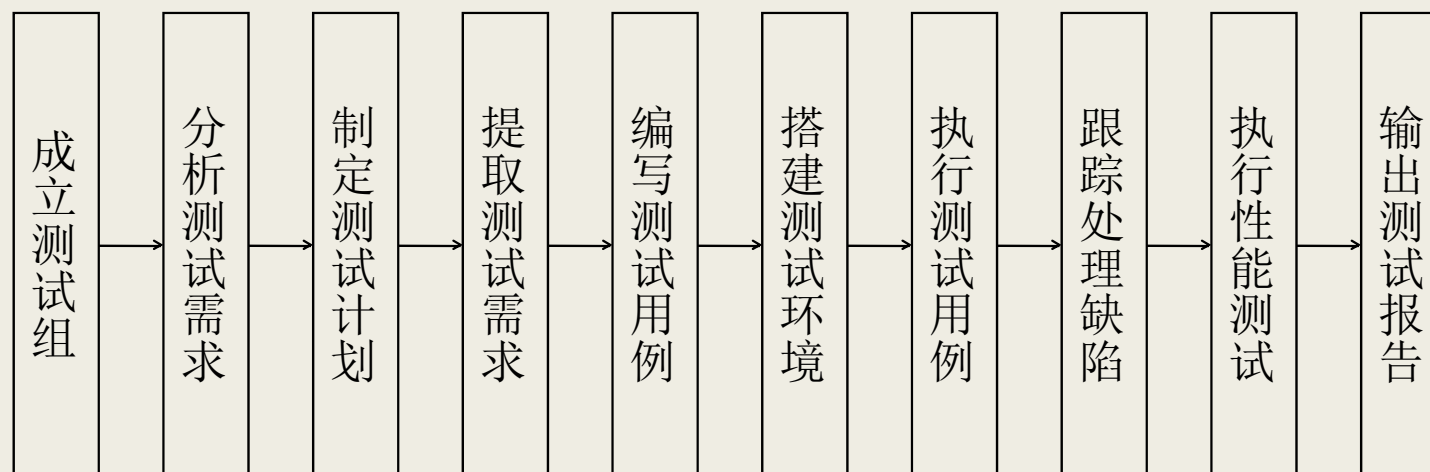 成立测试组
分析测试需求
制定测试计划
提取测试需求
编写测试用例
搭建测试环境
执行测试用例
跟踪处理缺陷
执行性能测试
输出测试报告